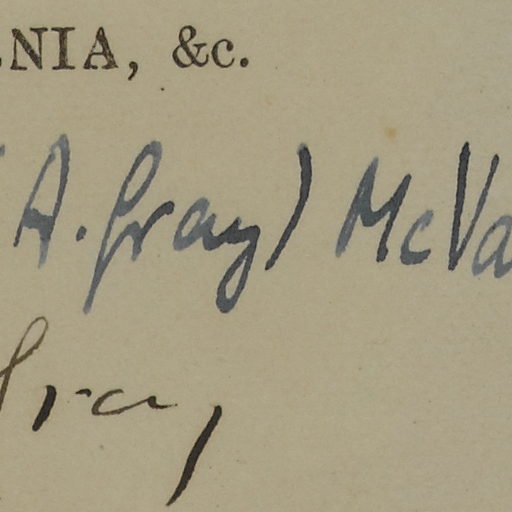 NIA, &c.
A. Gray) McVa
Gray